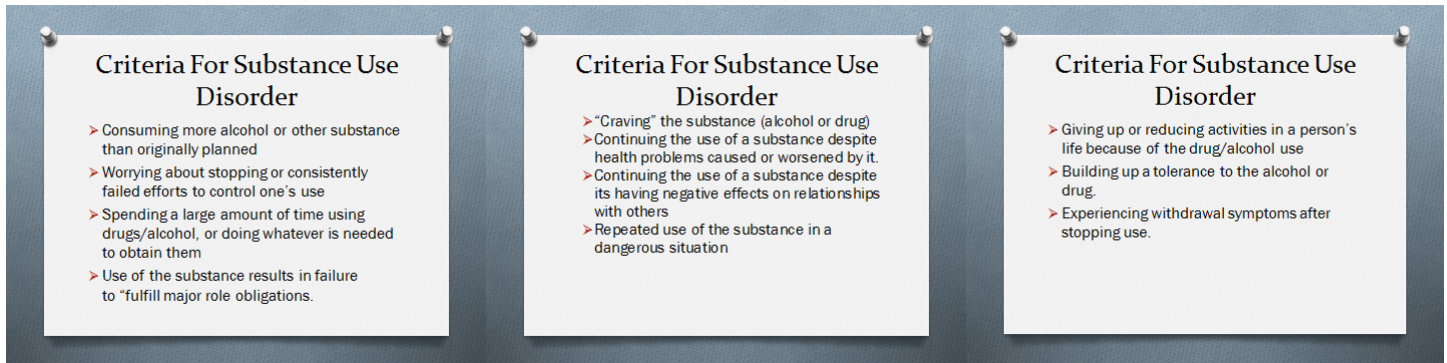 Criteria For Substance Use
Disorder
➢Consuming more alcohol or other substance
than originally planned
➢Worrying about stopping or consistently
failed efforts to control one’s use
➢Spending a large amount of time using
drugs/alcohol, or doing whatever is needed
to obtain them
➢Use of the substance results in failure
to “fulfill major role obligations.
Criteria For Substance Use
Disorder
➢“Craving” the substance (alcohol or drug)
➢Continuing the use of a substance despite
health problems caused or worsened by it.
➢Continuing the use of a substance despite
its having negative effects on relationships
with others
➢Repeated use of the substance in a
dangerous situation
Criteria For Substance Use
Disorder
➢Giving up or reducing activities in a person’s
life because of the drug/alcohol use
➢Building up a tolerance to the alcohol or
drug.
➢Experiencing withdrawal symptoms after
stopping use.